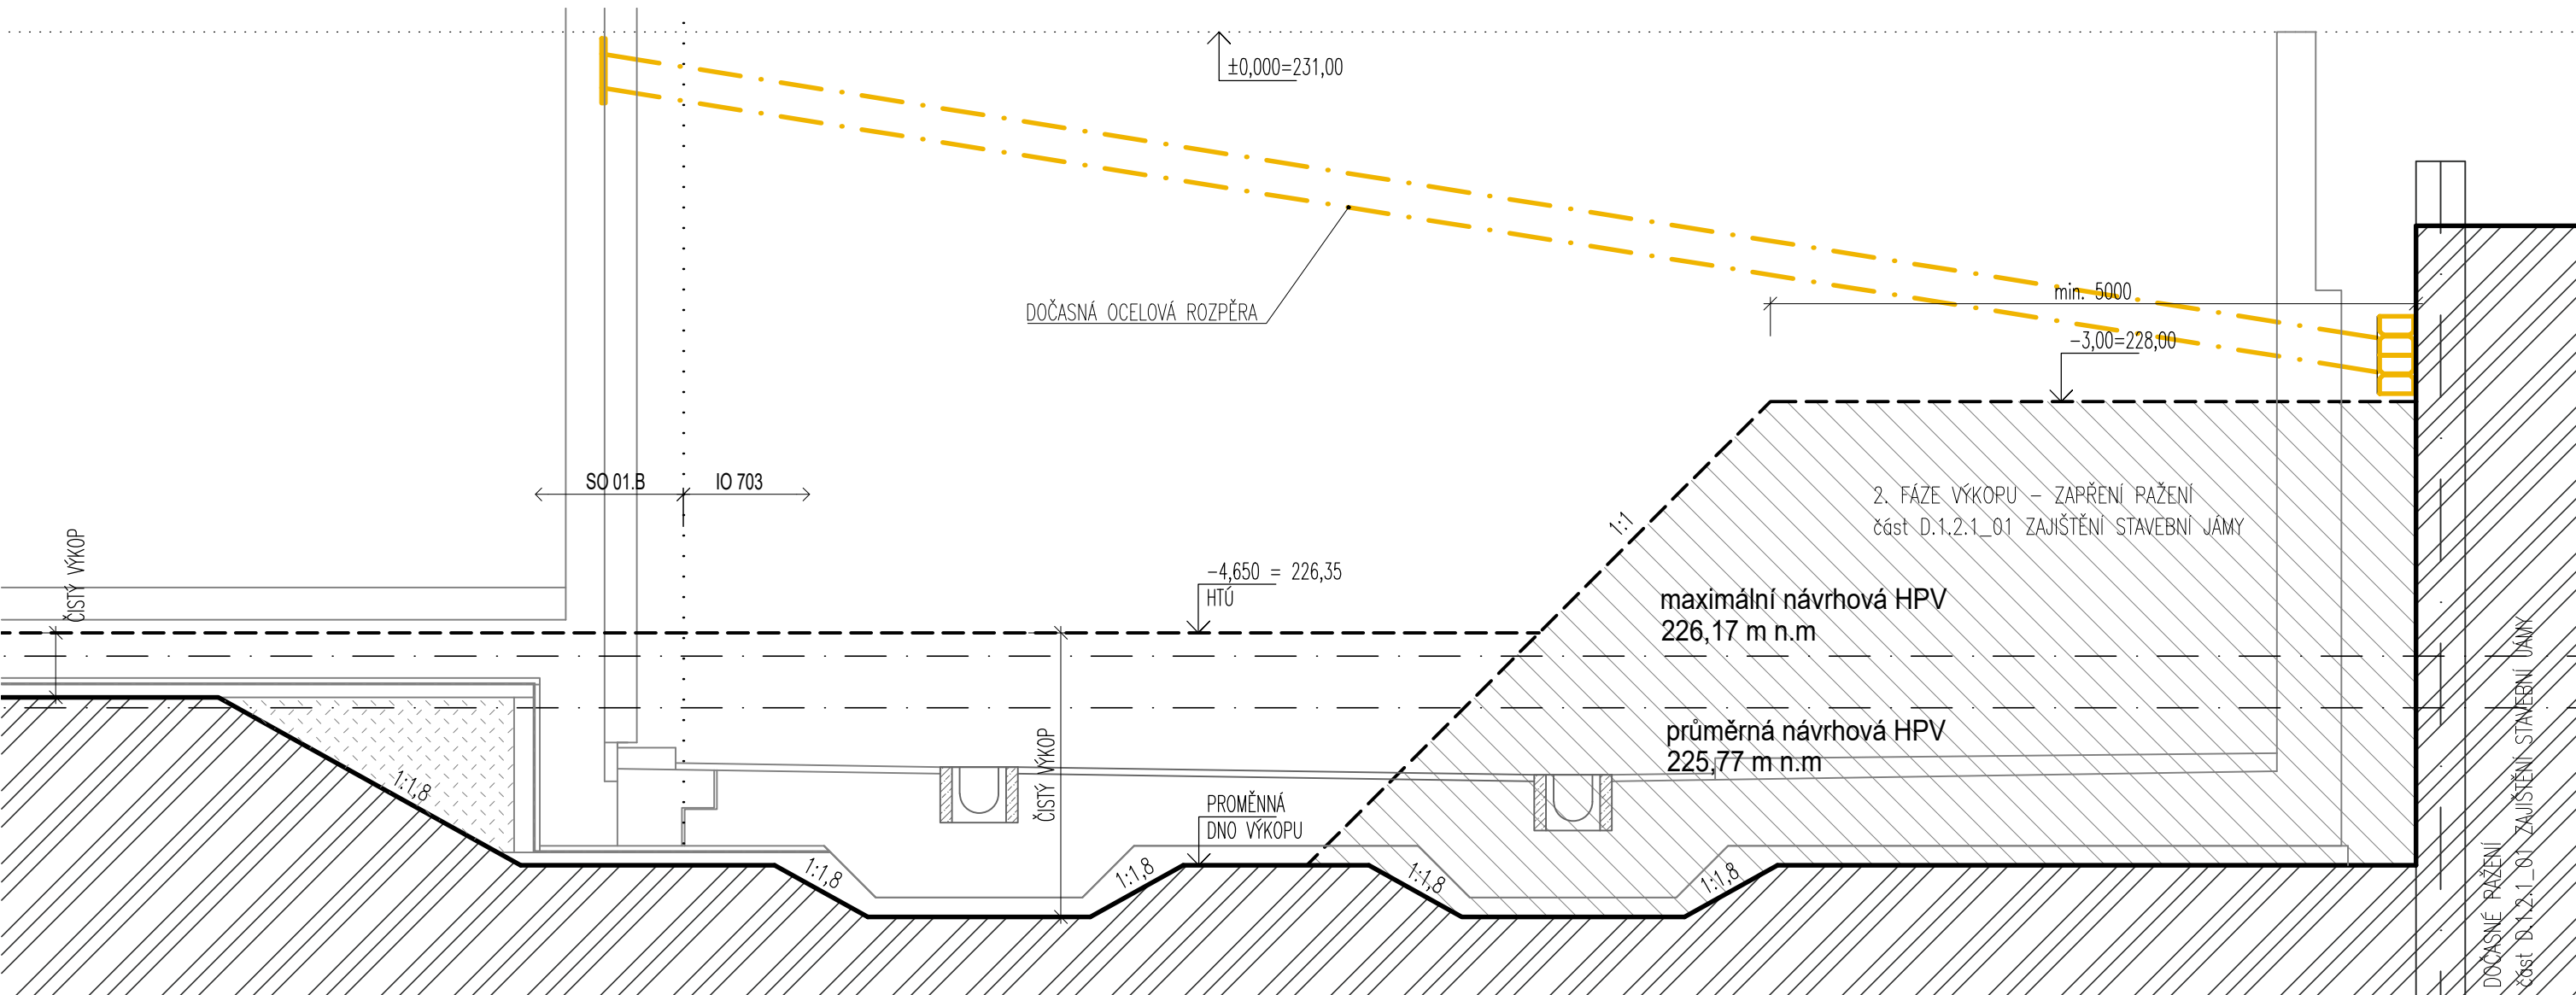 ±0,000=231,00
DOČASNÁ OCELOVÁ ROZPĚRA
min. 5000
-3,00=228,00
SO 01.B
IO 703
1:1
2. FÁZE VÝKOPU - ZAPŘENÍ PAŽENÍ
část D.1.2.1_01 ZAJIŠTĚNÍ STAVEBNÍ JÁMY
ČISTÝ VÝKOP
-4,650 = 226,35
HTÚ
maximální návrhová HPV
226,17 m n.m
průměrná návrhová HPV
225,77 m n.m
1:1,8
ČISTÝ VÝKOP
PROMĚNNÁ
DNO VÝKOPU
1:1,8
1:1,8
1:1,8
1:1,8
DOČASNÉ PAŽENÍ
část D.1.2.1_01 ZAJIŠTĚNÍ STAVEBNÍ JÁMY